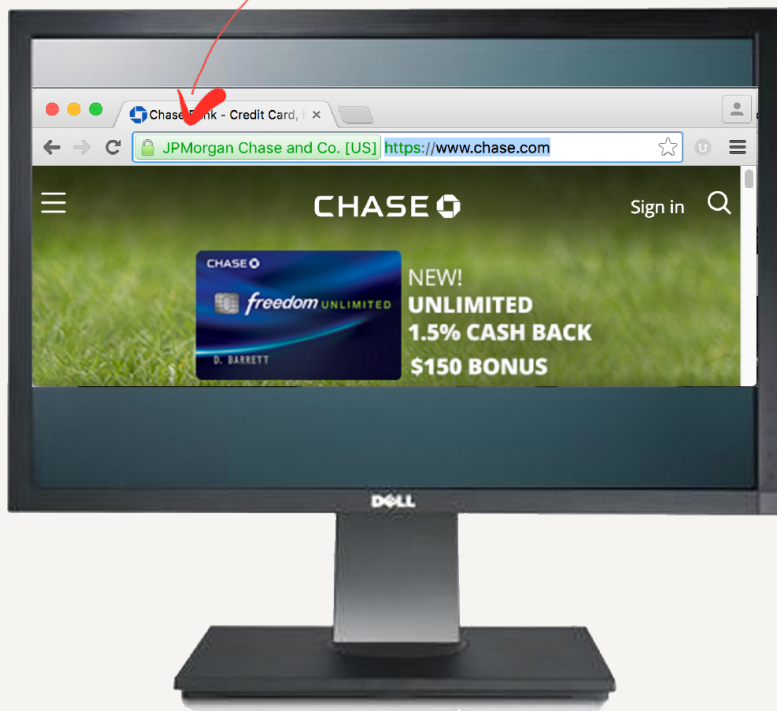 Chase Bank - Credit Card,
JPMorgan Chase and Co. [US] https://www.chase.com
CHASE
Sign in
CHASE
freedom UNLIMITED
D. BARRETT
NEW!
UNLIMITED
1.5% CASH BACK
$150 BONUS
DELL